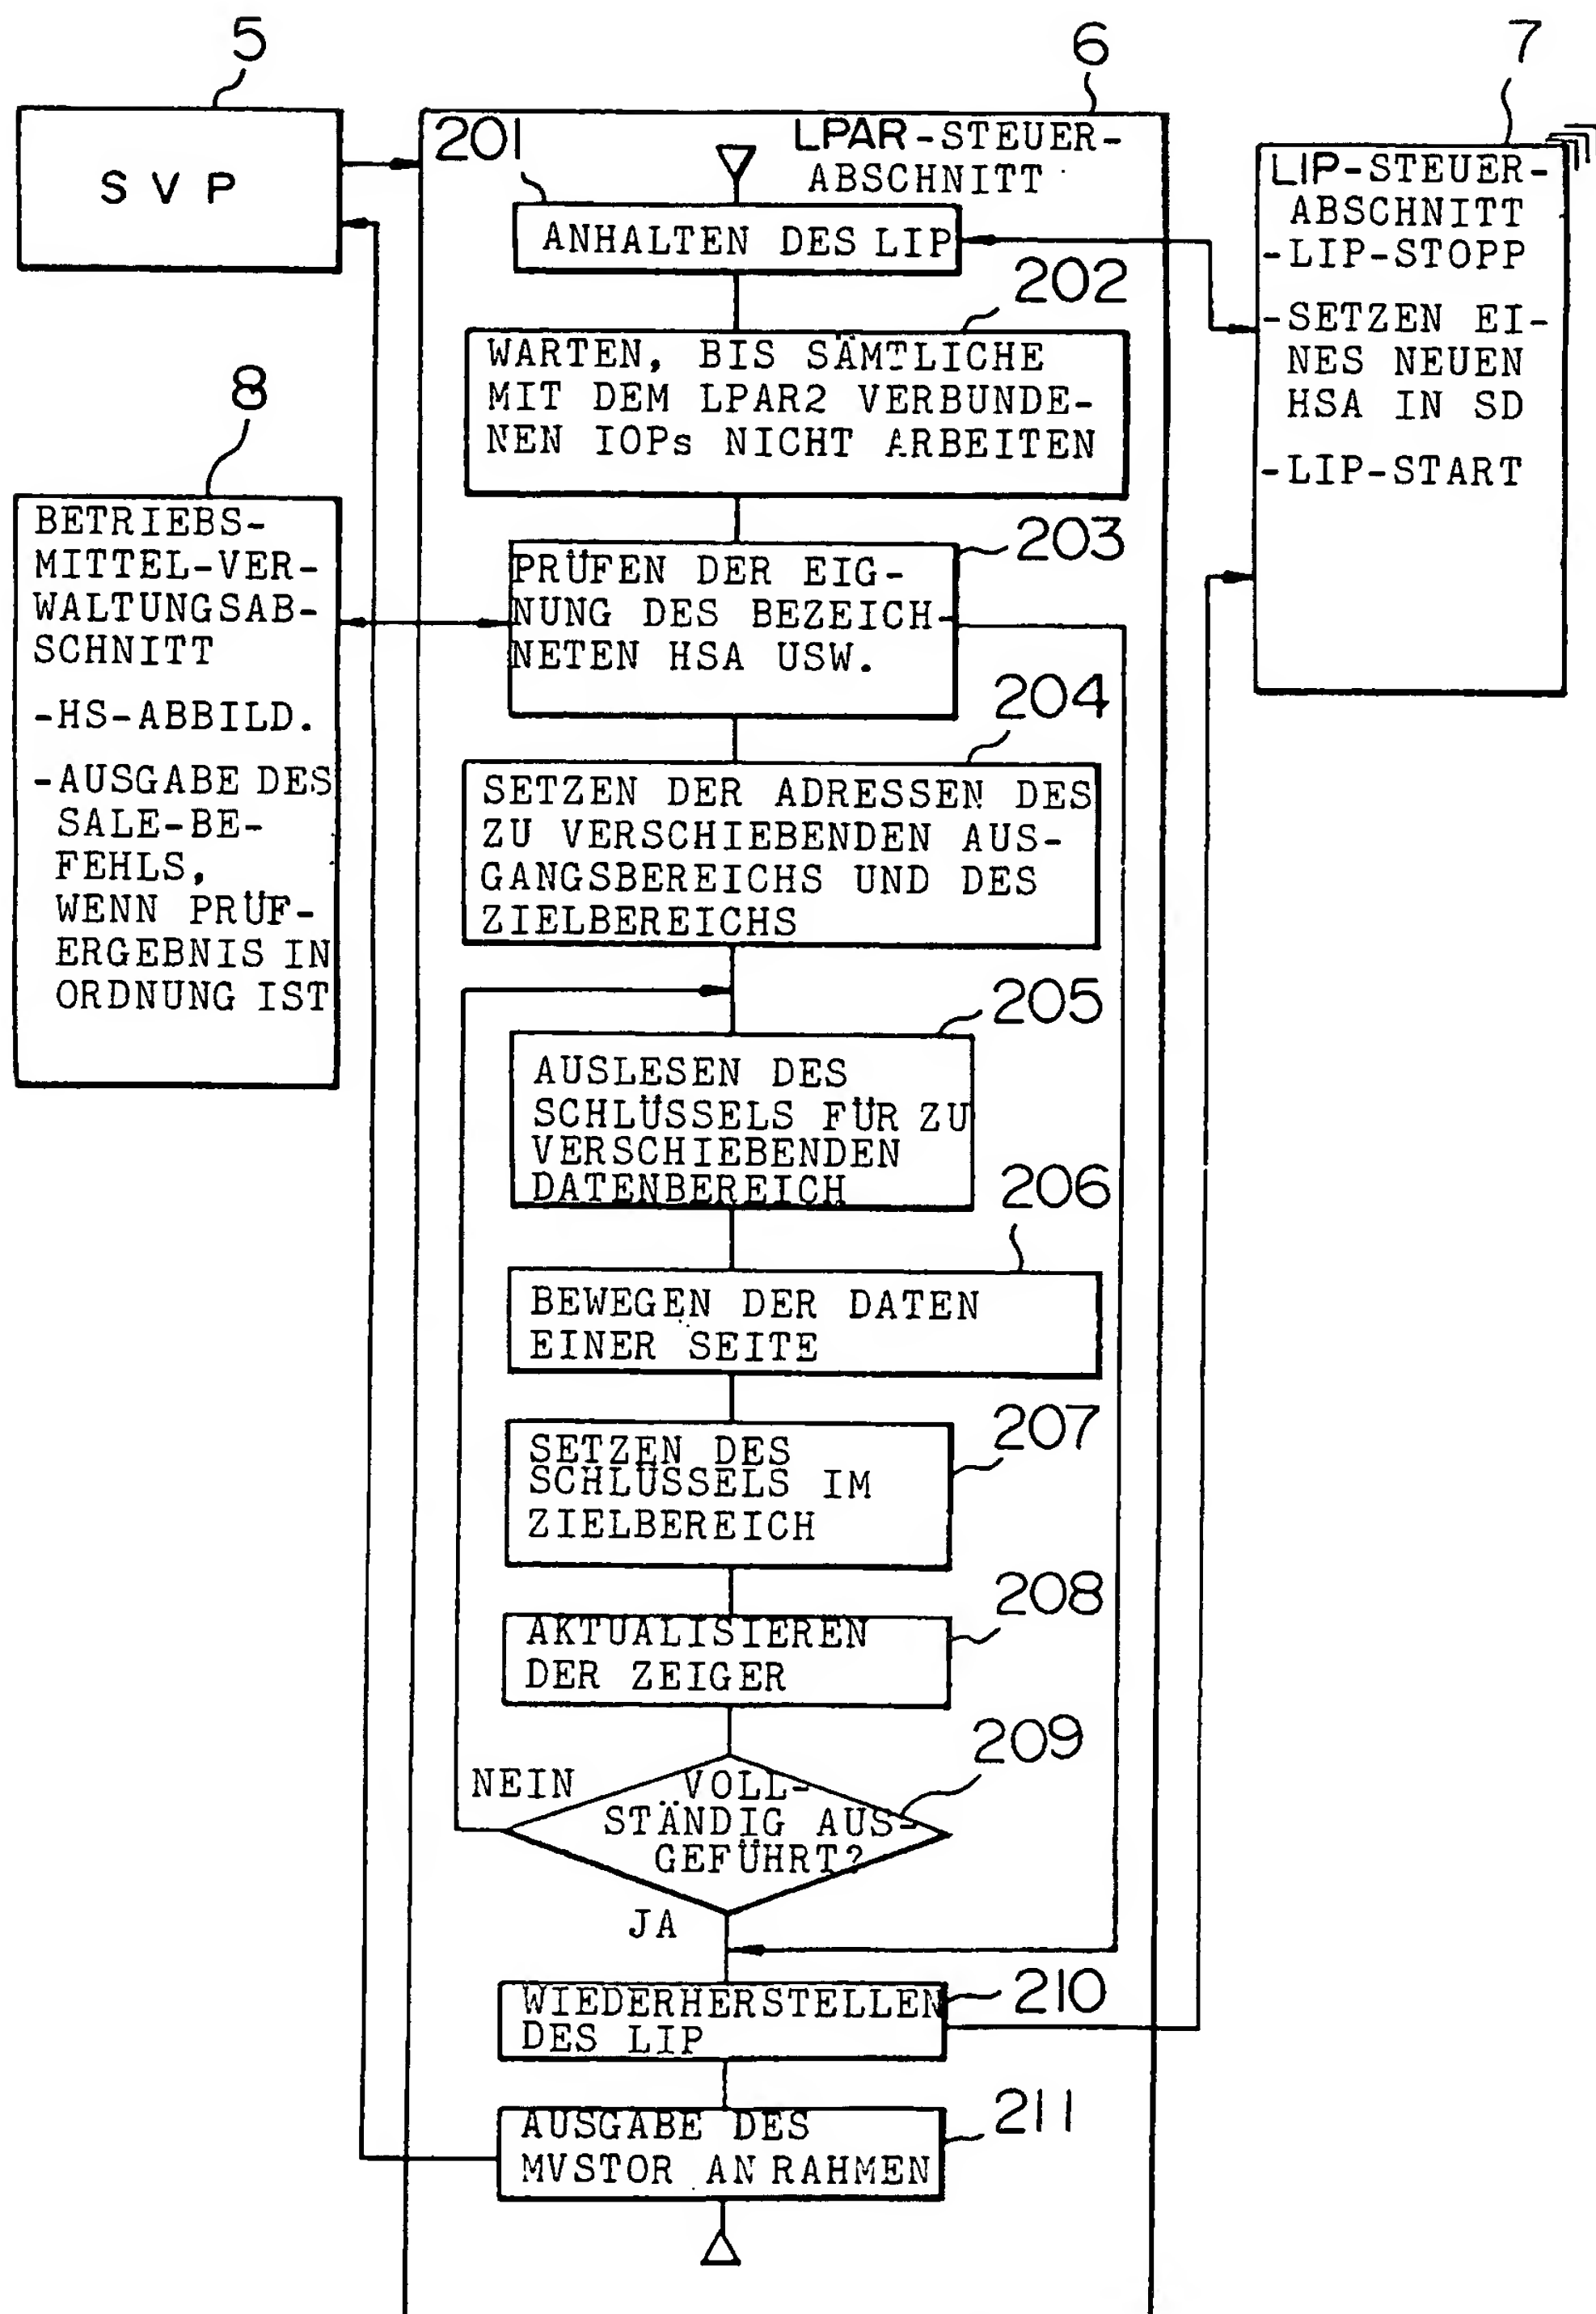 5
SVP
6
LPAR-STEUER-
ABSCHNITT
201
ANHALTEN DES LIP
202
WARTEN, BIS SÄMTLICHE
MIT DEM LPAR2 VERBUNDE-
NEN IOPs NICHT ARBEITEN
203
PRÜFEN DER EIG-
NUNG DES BEZEICH-
NETEN HSA USW.
204
SETZEN DER ADRESSEN DES
ZU VERSCHIEBENDEN AUS-
GANGSBEREICHS UND DES
ZIELBEREICHS
205
AUSLESEN DES
SCHLÜSSELS FÜR ZU
VERSCHIEBENDEN
DATENBEREICH
206
BEWEGEN DER DATEN
EINER SEITE
207
SETZEN DES
SCHLÜSSELS IM
ZIELBEREICH
208
AKTUALISIEREN
DER ZEIGER
209
NEIN
VOLL-
STÄNDIG AUS-
GEFÜHRT?
JA
210
WIEDERHERSTELLEN
DES LIP
211
AUSGABE DES
MVSTOR AN RAHMEN
7
LIP-STEUER-
ABSCHNITT
-LIP-STOPP
-SETZEN EI-
NES NEUEN
HSA IN SD
-LIP-START
8
BETRIEBS-
MITTEL-VER-
WALTUNGSAB-
SCHNITT
-HS-ABBILD.
-AUSGABE DES
SALE-BE-
FEHLS,
WENN PRÜF-
ERGEBNIS IN
ORDNUNG IST